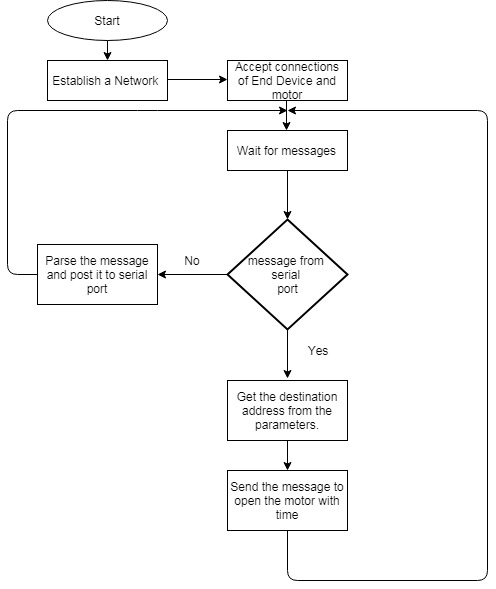 Start
Establish a Network
Accept connections
of End Device and
motor
Wait for messages
message from
serial
port
No
Parse the message
and post it to serial
port
Yes
Get the destination
address from the
parameters.
Send the message to
open the motor with
time